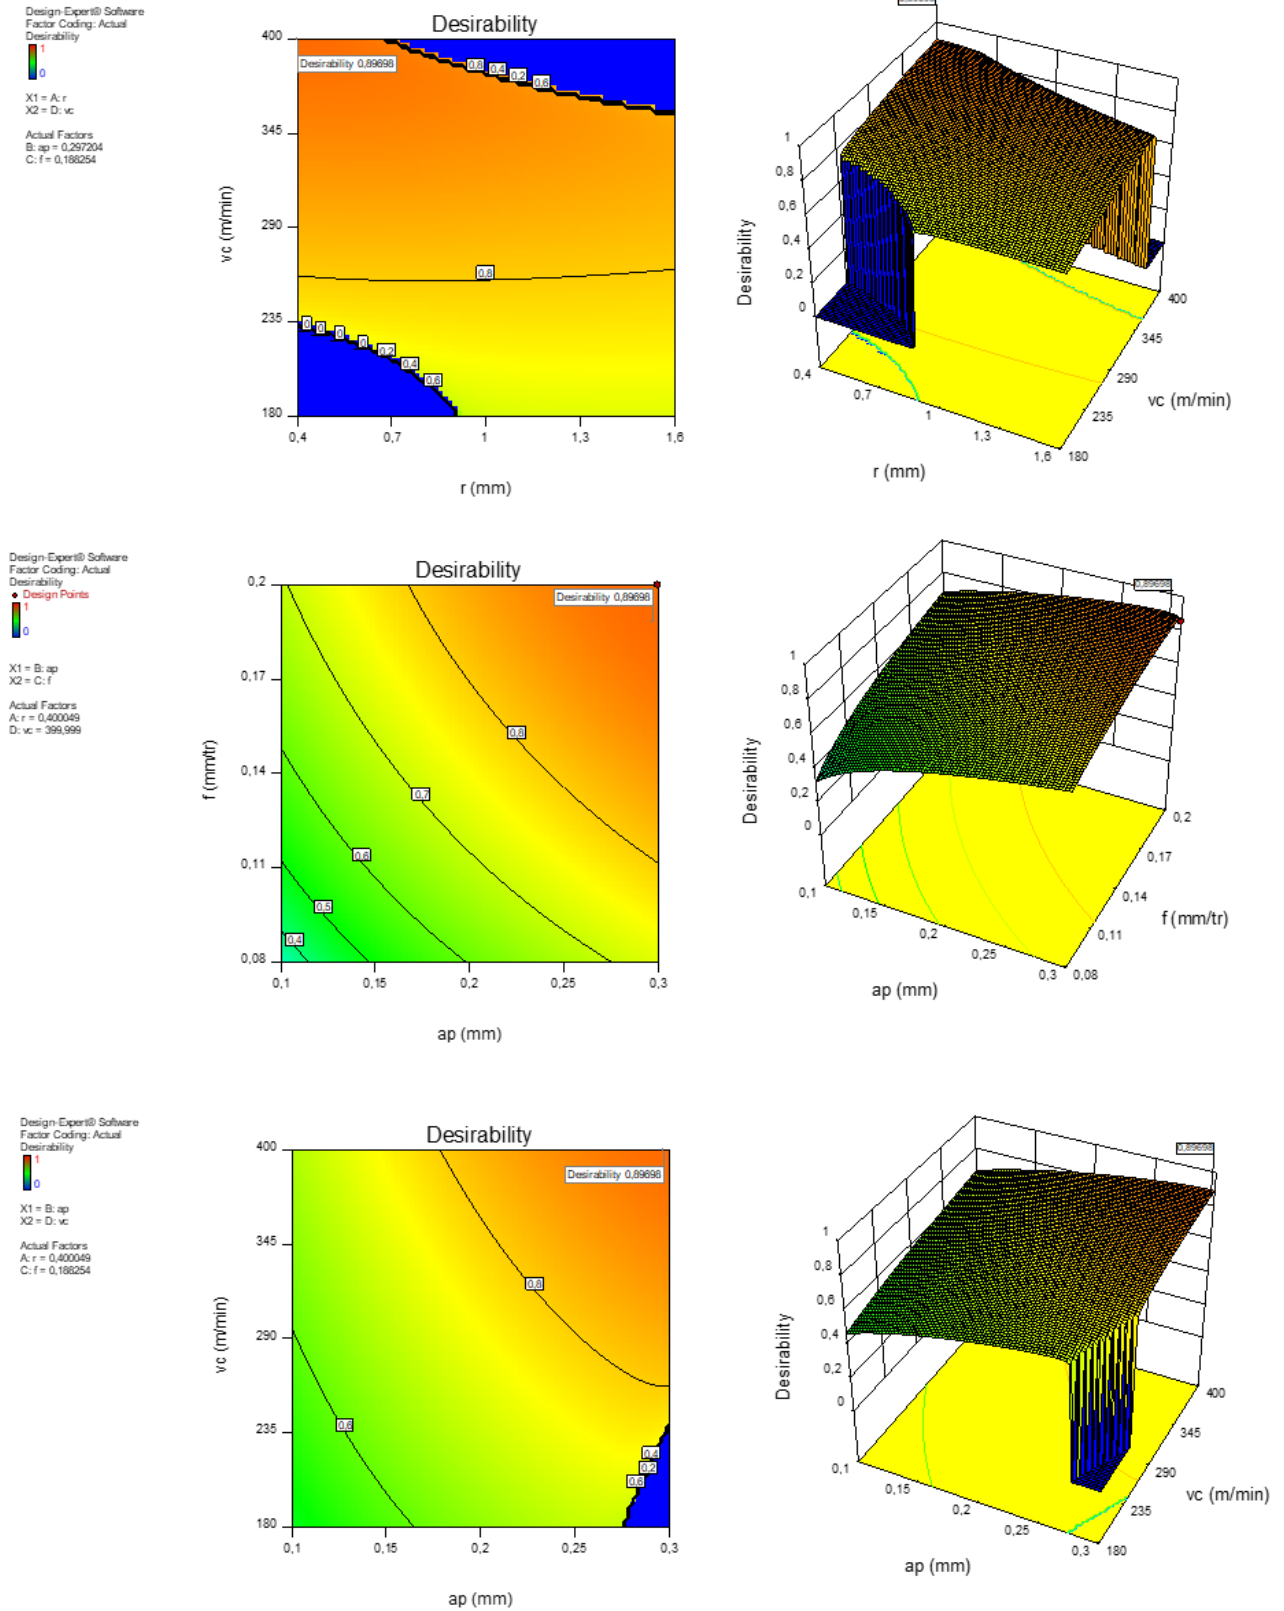 Design-Expert® Software
Factor Coding: Actual
Desirability
1
0
X1 = A: r
X2 = D: vc
Actual Factors
B: ap = 0,297204
C: f = 0,188254
Desirability
400
345
290
235
180
vc (m/min)
Desirability 0,89698
0,8
0,4
0,2
0,6
0,8
0
0
0
0
0,2
0,4
0,6
0,4
0,7
1
1,3
1,6
r (mm)
1
0,8
0,6
0,4
0,2
0
Desirability
0,4
0,7
1
1,3
1,6
r (mm)
180
235
290
345
400
vc (m/min)
Design-Expert® Software
Factor Coding: Actual
Desirability
Design Points
1
0
X1 = B: ap
X2 = C: f
Actual Factors
A: r = 0,400049
D: vc = 399,999
Desirability
0,2
0,17
0,14
0,11
0,08
f (mm/tr)
Desirability 0,89698
0,8
0,7
0,6
0,5
0,4
0,1
0,15
0,2
0,25
0,3
ap (mm)
0,89698
1
0,8
0,6
0,4
0,2
0
Desirability
0,1
0,15
0,2
0,25
0,3
ap (mm)
0,08
0,11
0,14
0,17
0,2
f (mm/tr)
Design-Expert® Software
Factor Coding: Actual
Desirability
1
0
X1 = B: ap
X2 = D: vc
Actual Factors
A: r = 0,400049
C: f = 0,188254
Desirability
400
345
290
235
180
vc (m/min)
Desirability 0,89698
0,8
0,6
0,4
0,2
0,6
0,1
0,15
0,2
0,25
0,3
ap (mm)
0,89698
1
0,8
0,6
0,4
0,2
0
Desirability
0,1
0,15
0,2
0,25
0,3
ap (mm)
180
235
290
345
400
vc (m/min)